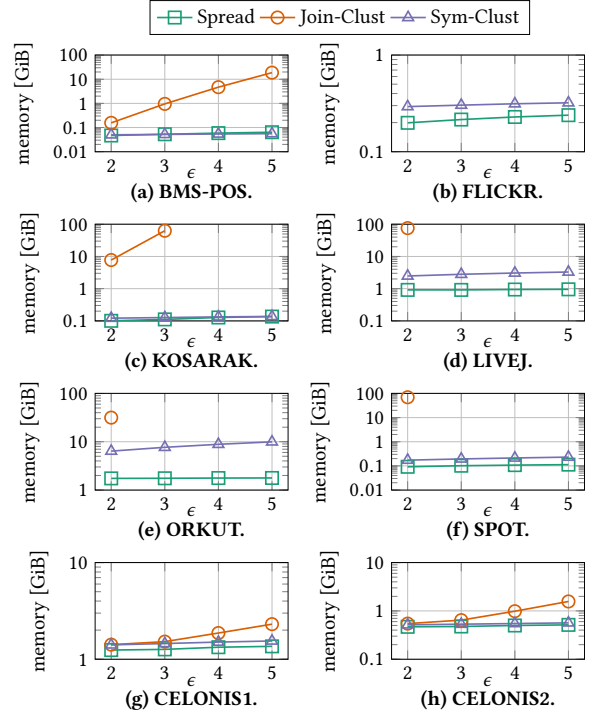 Spread Join-Clust Sym-Clust
memory [GiB]
100
10
1
0.1
0.01
2 3 4 5
ϵ
(a) BMS-POS.
memory [GiB]
1
0.1
2 3 4 5
ϵ
(b) FLICKR.
memory [GiB]
100
10
1
0.1
2 3 4 5
ϵ
(c) KOSARAK.
memory [GiB]
100
10
1
0.1
2 3 4 5
ϵ
(d) LIVEJ.
memory [GiB]
100
10
1
2 3 4 5
ϵ
(e) ORKUT.
memory [GiB]
100
10
1
0.1
0.01
2 3 4 5
ϵ
(f) SPOT.
memory [GiB]
10
1
2 3 4 5
ϵ
(g) CELONIS1.
memory [GiB]
10
1
0.1
2 3 4 5
ϵ
(h) CELONIS2.